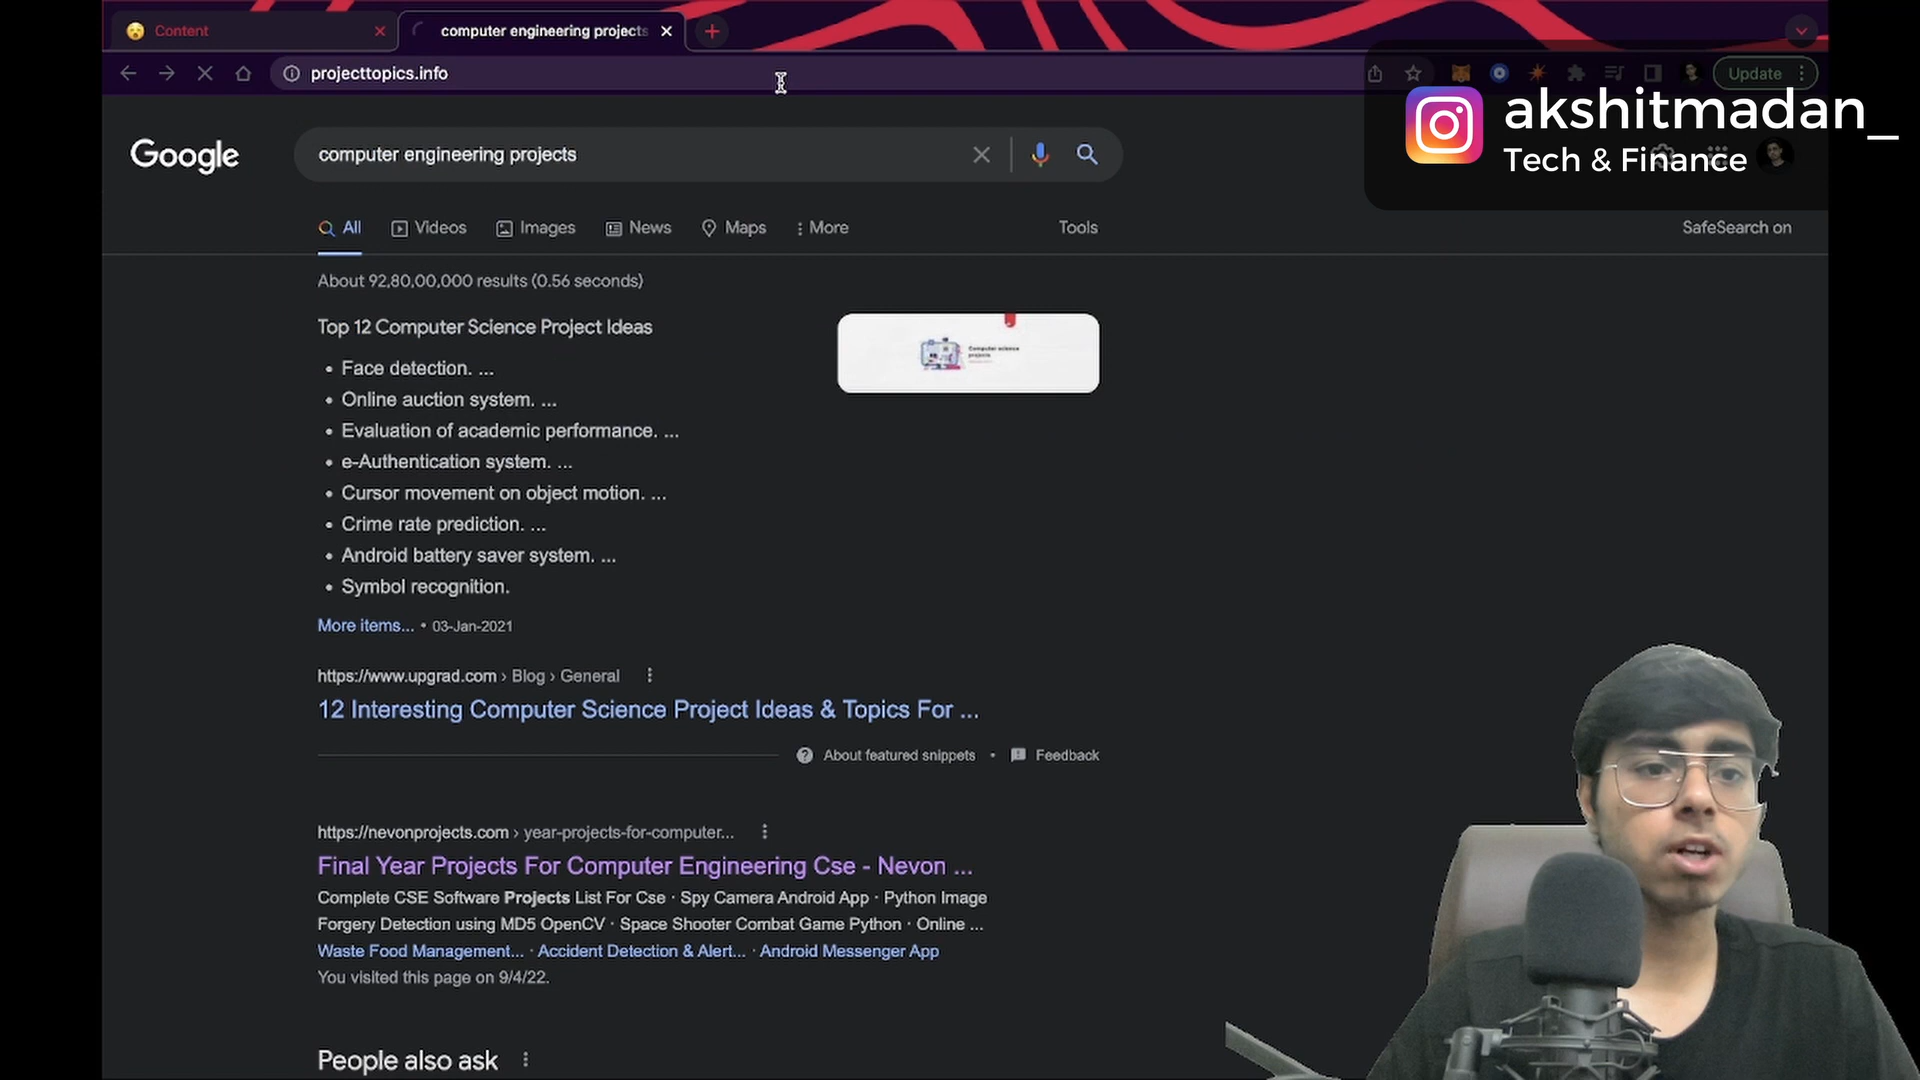 Content
computer engineering projects
projecttopics.info
Update
akshitmadan_
Tech & Finance
Google
computer engineering projects
All
Videos
Images
News
Maps
More
Tools
SafeSearch on
About 92,80,00,000 results (0.56 seconds)
Top 12 Computer Science Project Ideas
• Face detection. ...
• Online auction system. ...
• Evaluation of academic performance. ...
• e-Authentication system. ...
• Cursor movement on object motion. ...
• Crime rate prediction. ...
• Android battery saver system. ...
• Symbol recognition.
Computer science
projects
More items... • 03-Jan-2021
https://www.upgrad.com › Blog › General
12 Interesting Computer Science Project Ideas & Topics For ...
About featured snippets • Feedback
https://nevonprojects.com › year-projects-for-computer...
Final Year Projects For Computer Engineering Cse - Nevon ...
Complete CSE Software Projects List For Cse · Spy Camera Android App · Python Image
Forgery Detection using MD5 OpenCV · Space Shooter Combat Game Python · Online ...
Waste Food Management... · Accident Detection & Alert... · Android Messenger App
You visited this page on 9/4/22.
People also ask